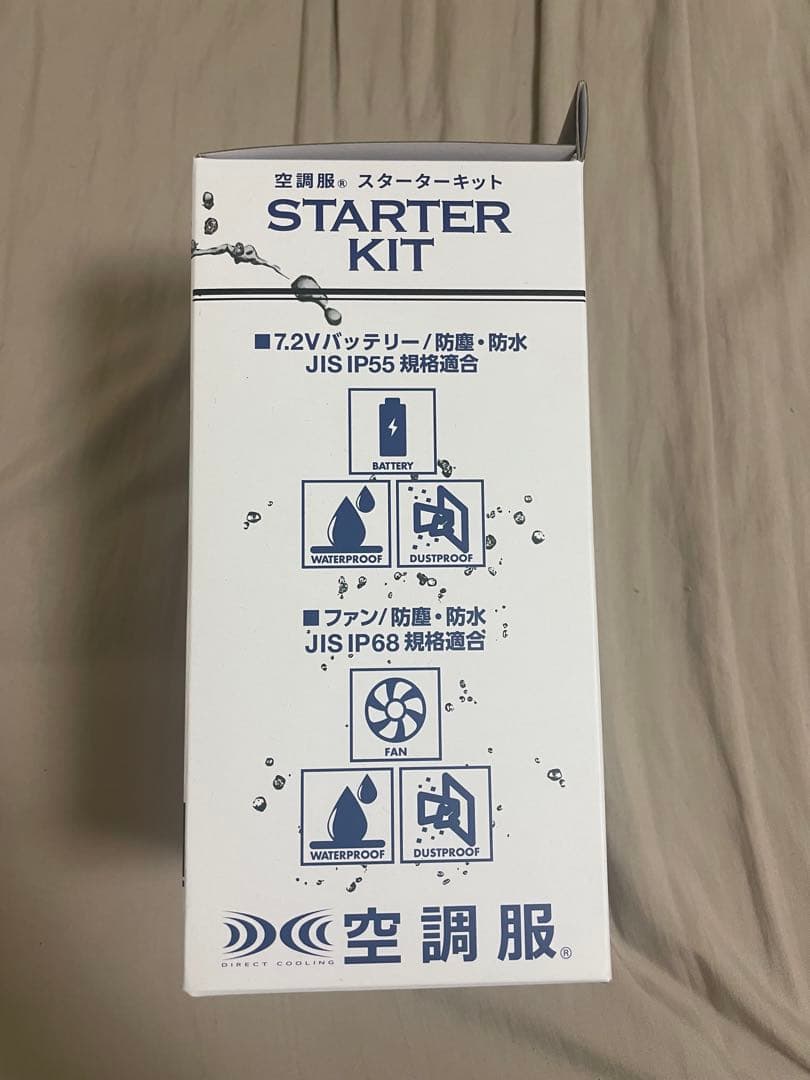 空調服® スターターキット
STARTER
KIT
■7.2Vバッテリー/防塵・防水
JIS IP55 規格適合
BATTERY
WATERPROOF DUSTPROOF
■ファン/防塵・防水
JIS IP68 規格適合
FAN
WATERPROOF DUSTPROOF
DIRECT COOLING 空調服®